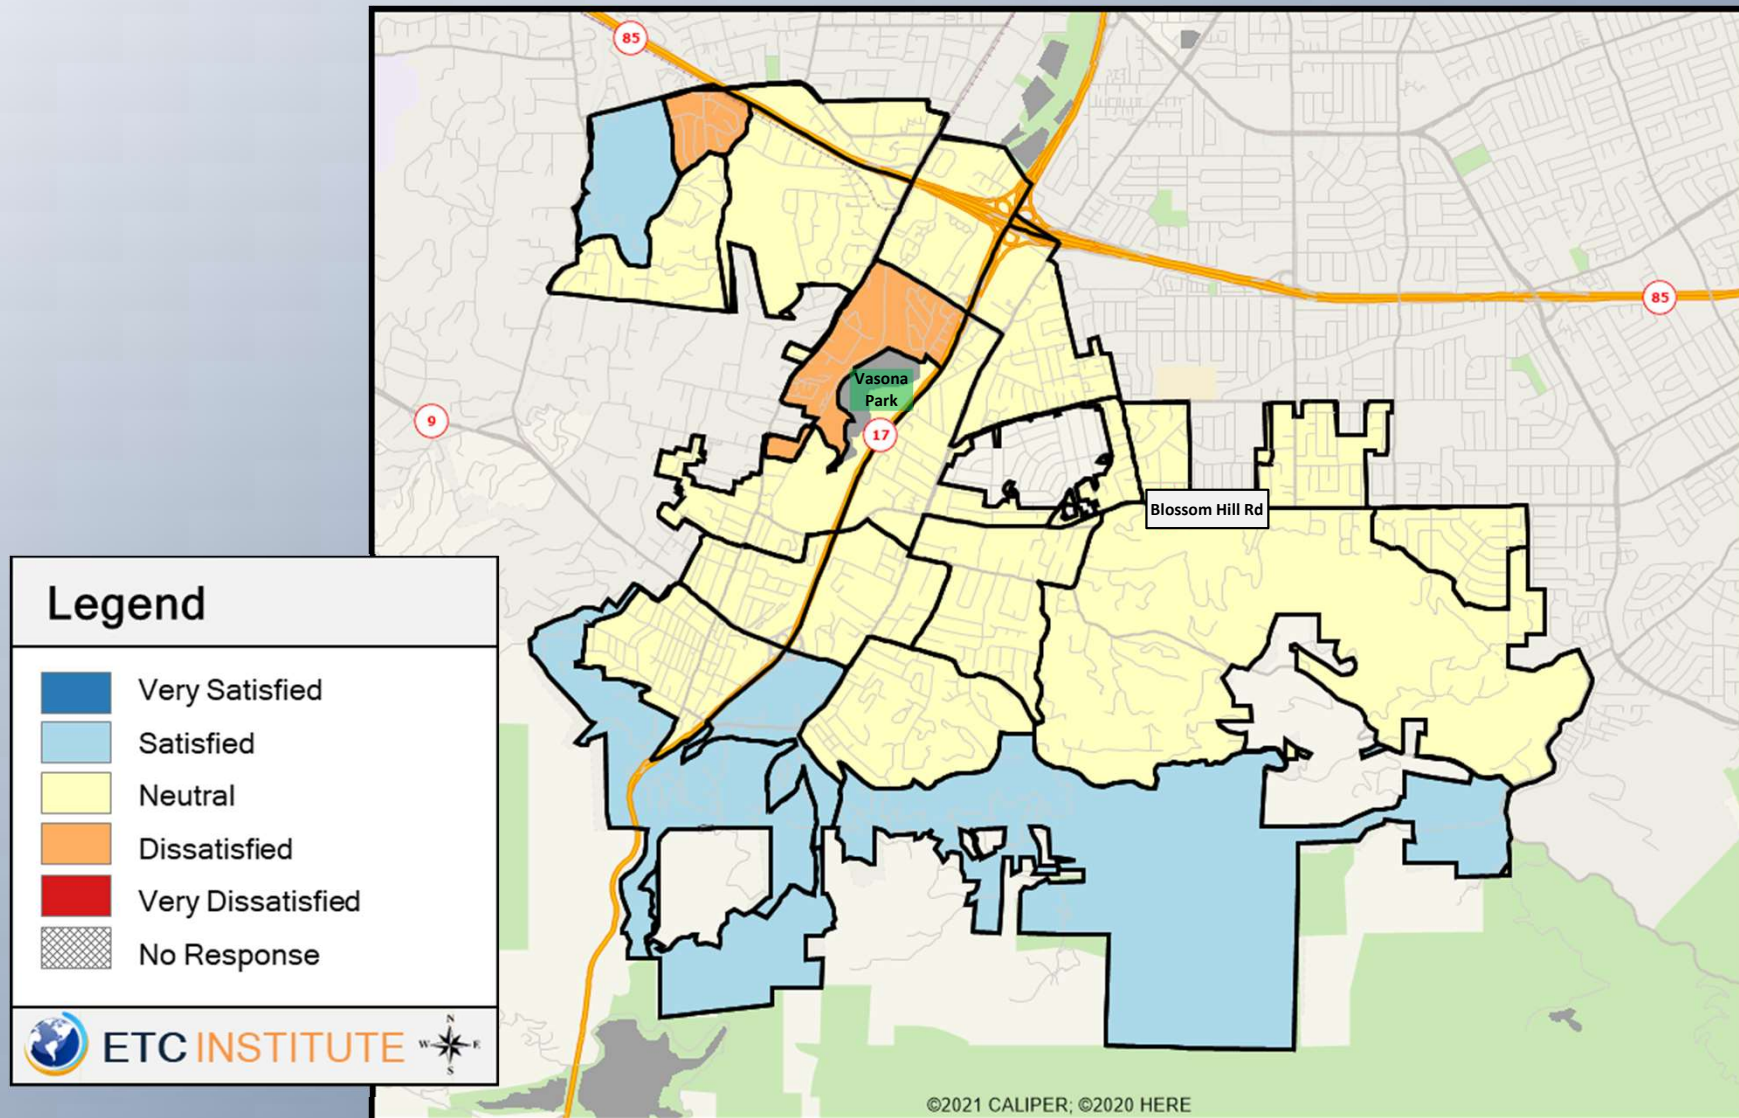 85
85
9
Vasona
Park
17
Blossom Hill Rd
Legend
Very Satisfied
Satisfied
Neutral
Dissatisfied
Very Dissatisfied
No Response
ETC INSTITUTE
N
W E
S
©2021 CALIPER; ©2020 HERE